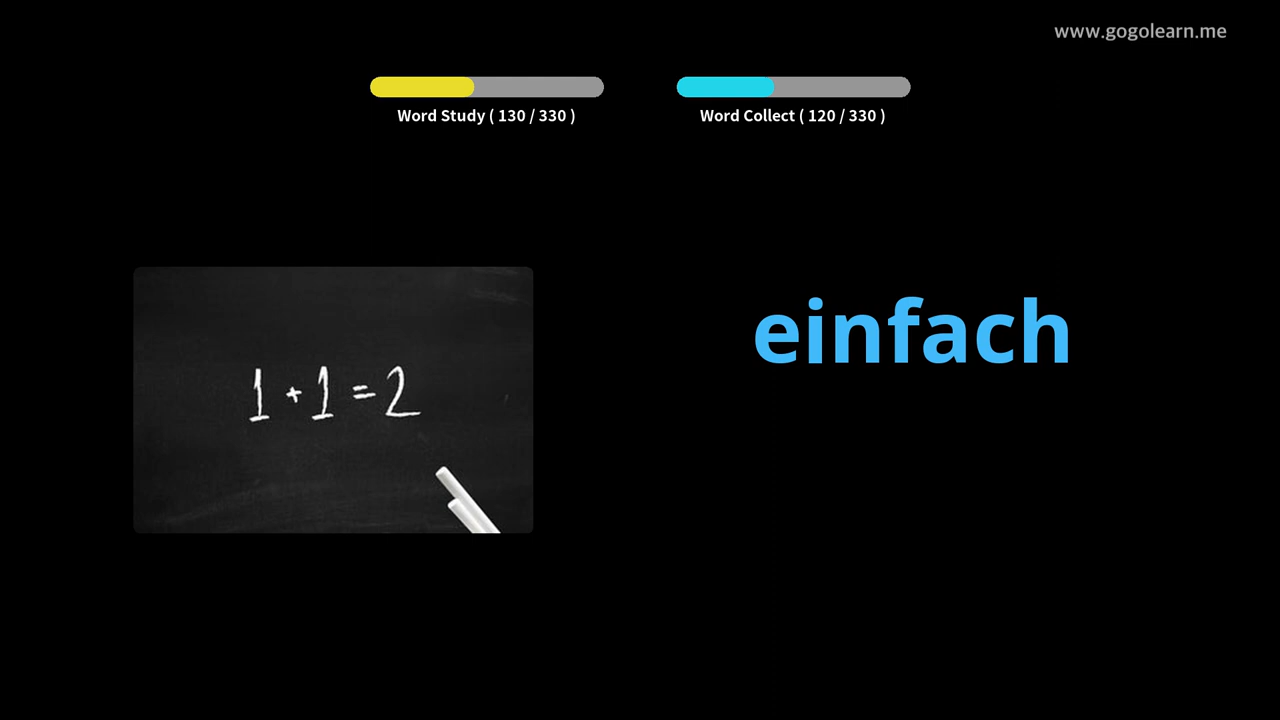 www.gogolearn.me
Word Study ( 130 / 330 )
Word Collect ( 120 / 330 )
1 + 1 = 2
einfach